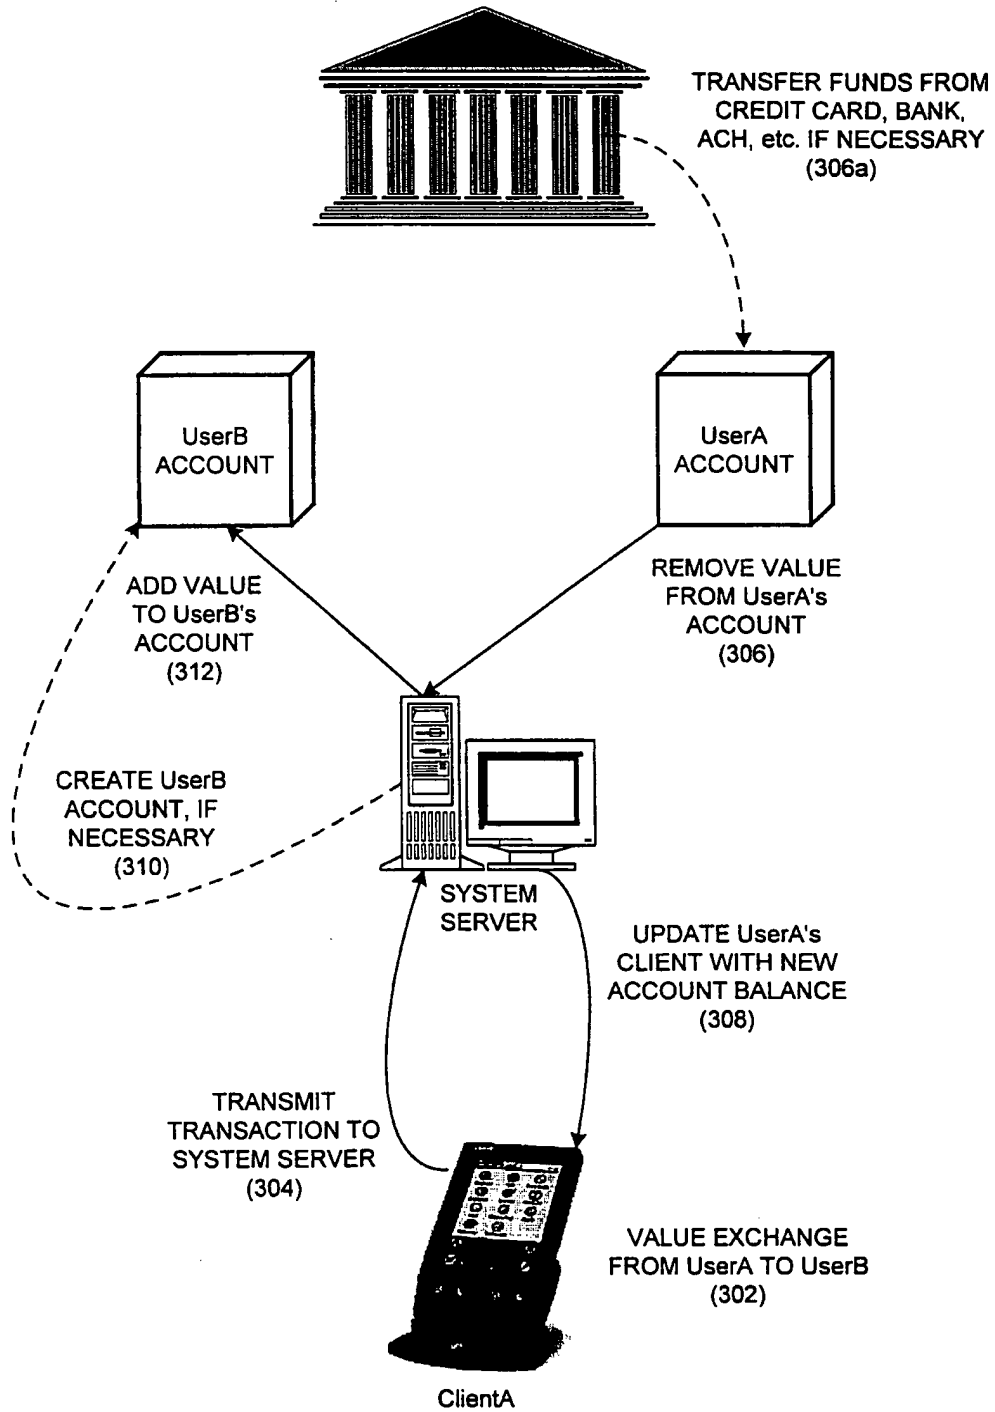 TRANSFER FUNDS FROM
CREDIT CARD, BANK,
ACH, etc. IF NECESSARY
(306a)
UserB
ACCOUNT
UserA
ACCOUNT
ADD VALUE
TO UserB's
ACCOUNT
(312)
REMOVE VALUE
FROM UserA's
ACCOUNT
(306)
CREATE UserB
ACCOUNT, IF
NECESSARY
(310)
SYSTEM
SERVER
UPDATE UserA's
CLIENT WITH NEW
ACCOUNT BALANCE
(308)
TRANSMIT
TRANSACTION TO
SYSTEM SERVER
(304)
VALUE EXCHANGE
FROM UserA TO UserB
(302)
ClientA